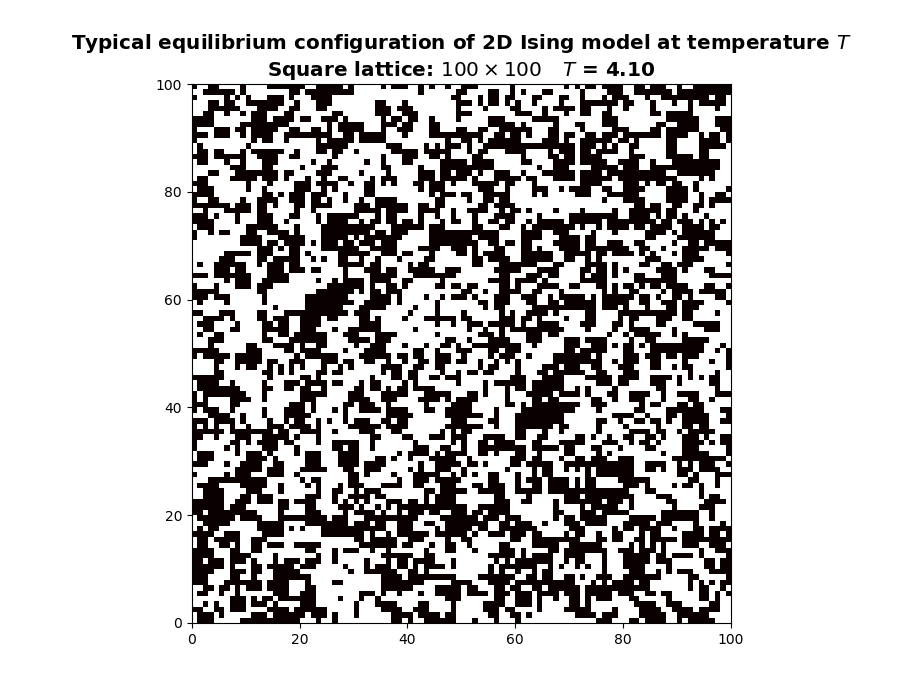 Typical equilibrium configuration of 2D Ising model at temperature T
Square lattice: 100 × 100 T = 4.10
100
80
60
40
20
0
0 20 40 60 80 100